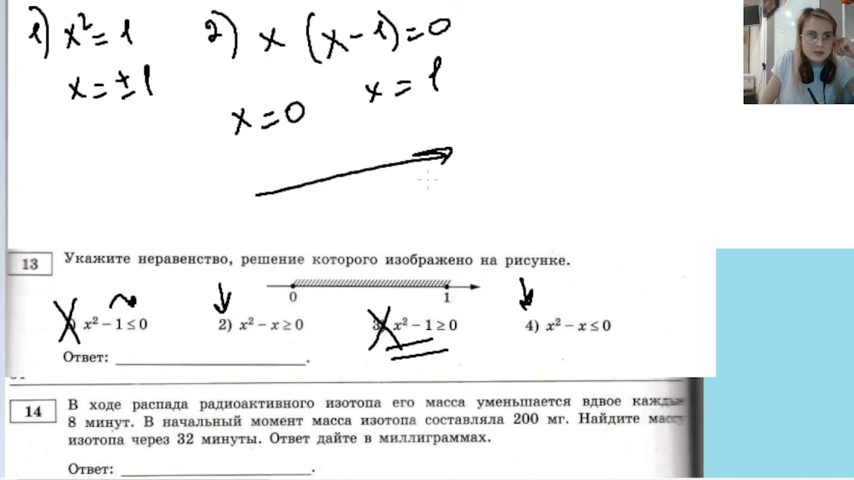 1) x² = 1 2) x (x - 1) = 0
x = ± 1 x = 0 x = 1
13 Укажите неравенство, решение которого изображено на рисунке.
0 1
x² − 1 ≤ 0 2) x² − x ≥ 0 3) x² − 1 ≥ 0 4) x² − x ≤ 0
Ответ: .
14 В ходе распада радиоактивного изотопа его масса уменьшается вдвое каждые
8 минут. В начальный момент масса изотопа составляла 200 мг. Найдите массу
изотопа через 32 минуты. Ответ дайте в миллиграммах.
Ответ: .